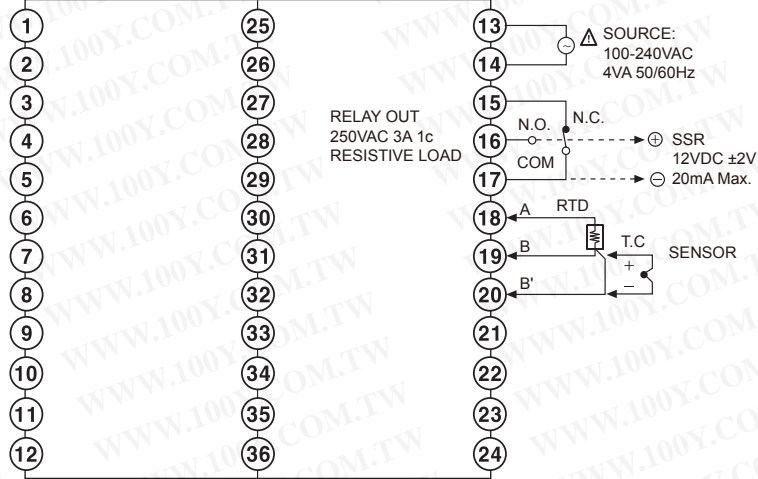 1
2
3
4
5
6
7
8
9
10
11
12
25
26
27
28
29
30
31
32
33
34
35
36
RELAY OUT
250VAC 3A 1c
RESISTIVE LOAD
13
14
15
16
17
18
19
20
21
22
23
24
~
! SOURCE:
100-240VAC
4VA 50/60Hz
N.O.
N.C.
COM
+ SSR
12VDC ±2V
− 20mA Max.
A
RTD
B
B'
T.C
+
−
SENSOR
WWW.100Y.COM.TW